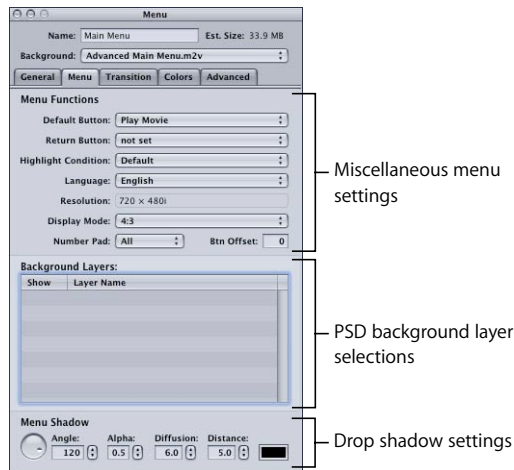 Menu
Name: Main Menu Est. Size: 33.9 MB
Background: Advanced Main Menu.m2v
General Menu Transition Colors Advanced
Menu Functions
Default Button: Play Movie
Return Button: not set
Highlight Condition: Default
Language: English
Resolution: 720 × 480i
Display Mode: 4:3
Number Pad: All Btn Offset: 0
Miscellaneous menu
settings
Background Layers:
Show Layer Name
PSD background layer
selections
Menu Shadow
Angle: Alpha: Diffusion: Distance:
120 0.5 6.0 5.0
Drop shadow settings